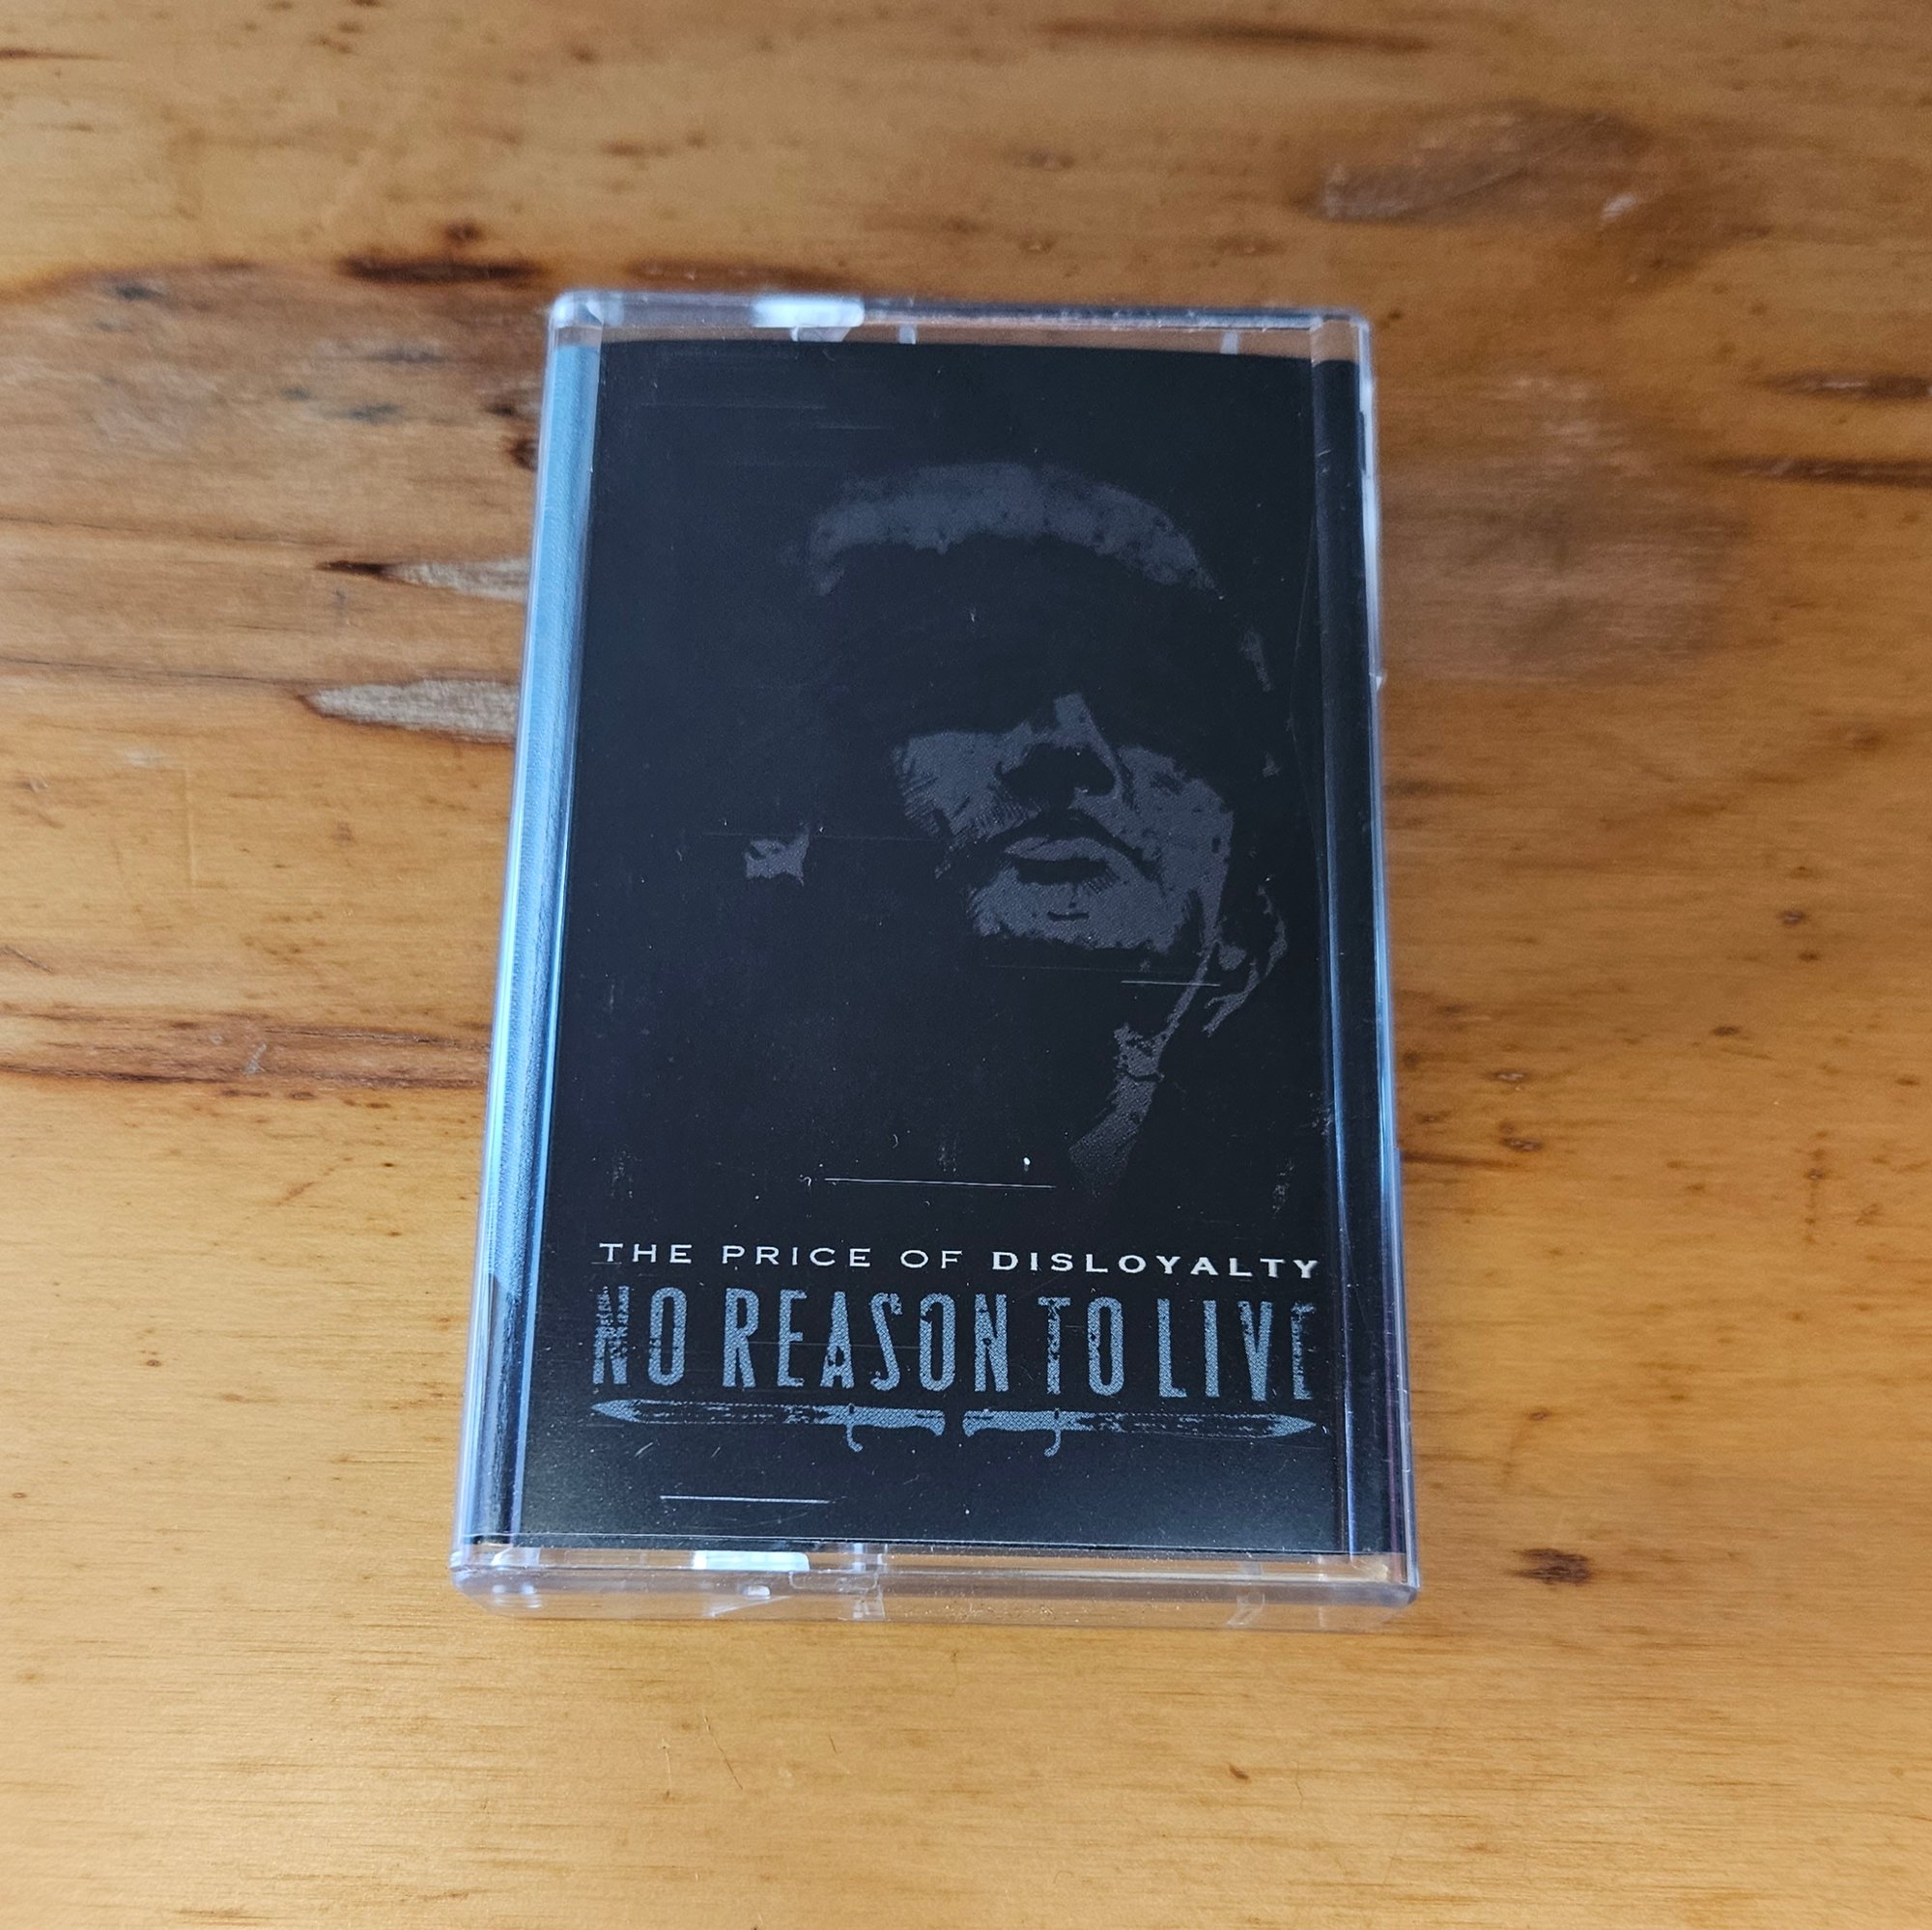 THE PRICE OF DISLOYALTY
NO REASON TO LIVE